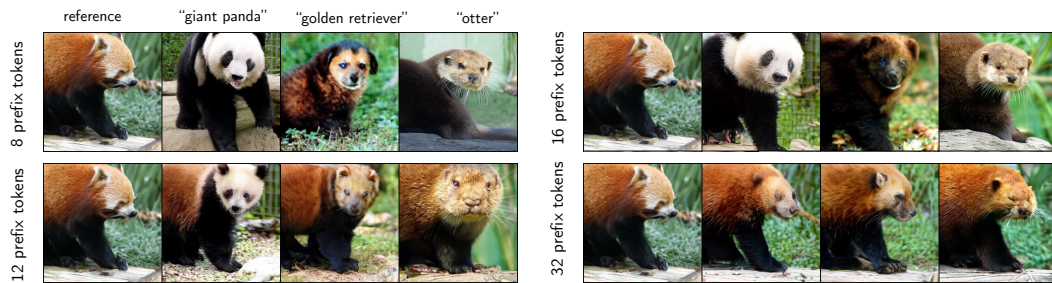 reference “giant panda” “golden retriever” “otter”
8 prefix tokens
16 prefix tokens
12 prefix tokens
32 prefix tokens